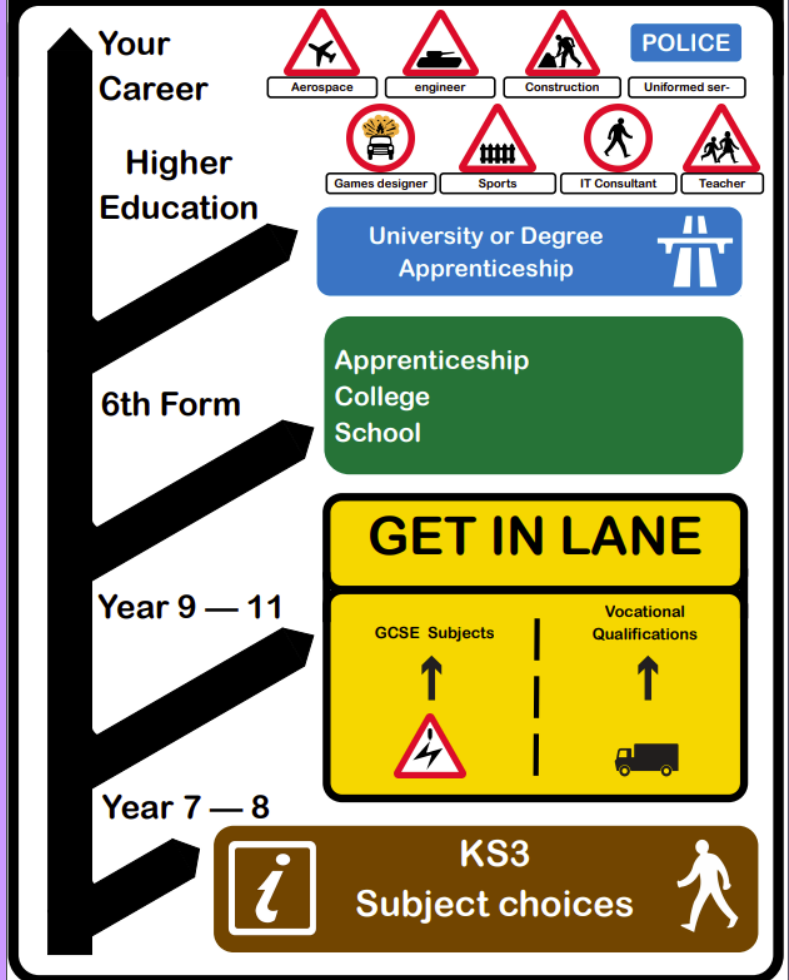 Your
Career
Aerospace
engineer
Construction
POLICE
Uniformed ser-
Games designer
Sports
IT Consultant
Teacher
Higher
Education
University or Degree
Apprenticeship
6th Form
Apprenticeship
College
School
Year 9 — 11
GET IN LANE
GCSE Subjects
Vocational
Qualifications
Year 7 — 8
i
KS3
Subject choices